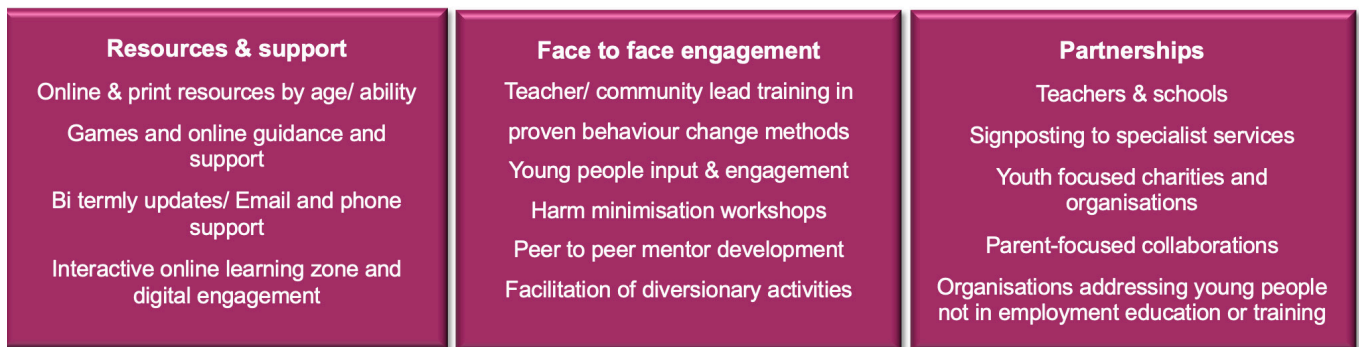 Resources & support
Online & print resources by age/ ability
Games and online guidance and
support
Bi termly updates/ Email and phone
support
Interactive online learning zone and
digital engagement
Face to face engagement
Teacher/ community lead training in
proven behaviour change methods
Young people input & engagement
Harm minimisation workshops
Peer to peer mentor development
Facilitation of diversionary activities
Partnerships
Teachers & schools
Signposting to specialist services
Youth focused charities and
organisations
Parent-focused collaborations
Organisations addressing young people
not in employment education or training